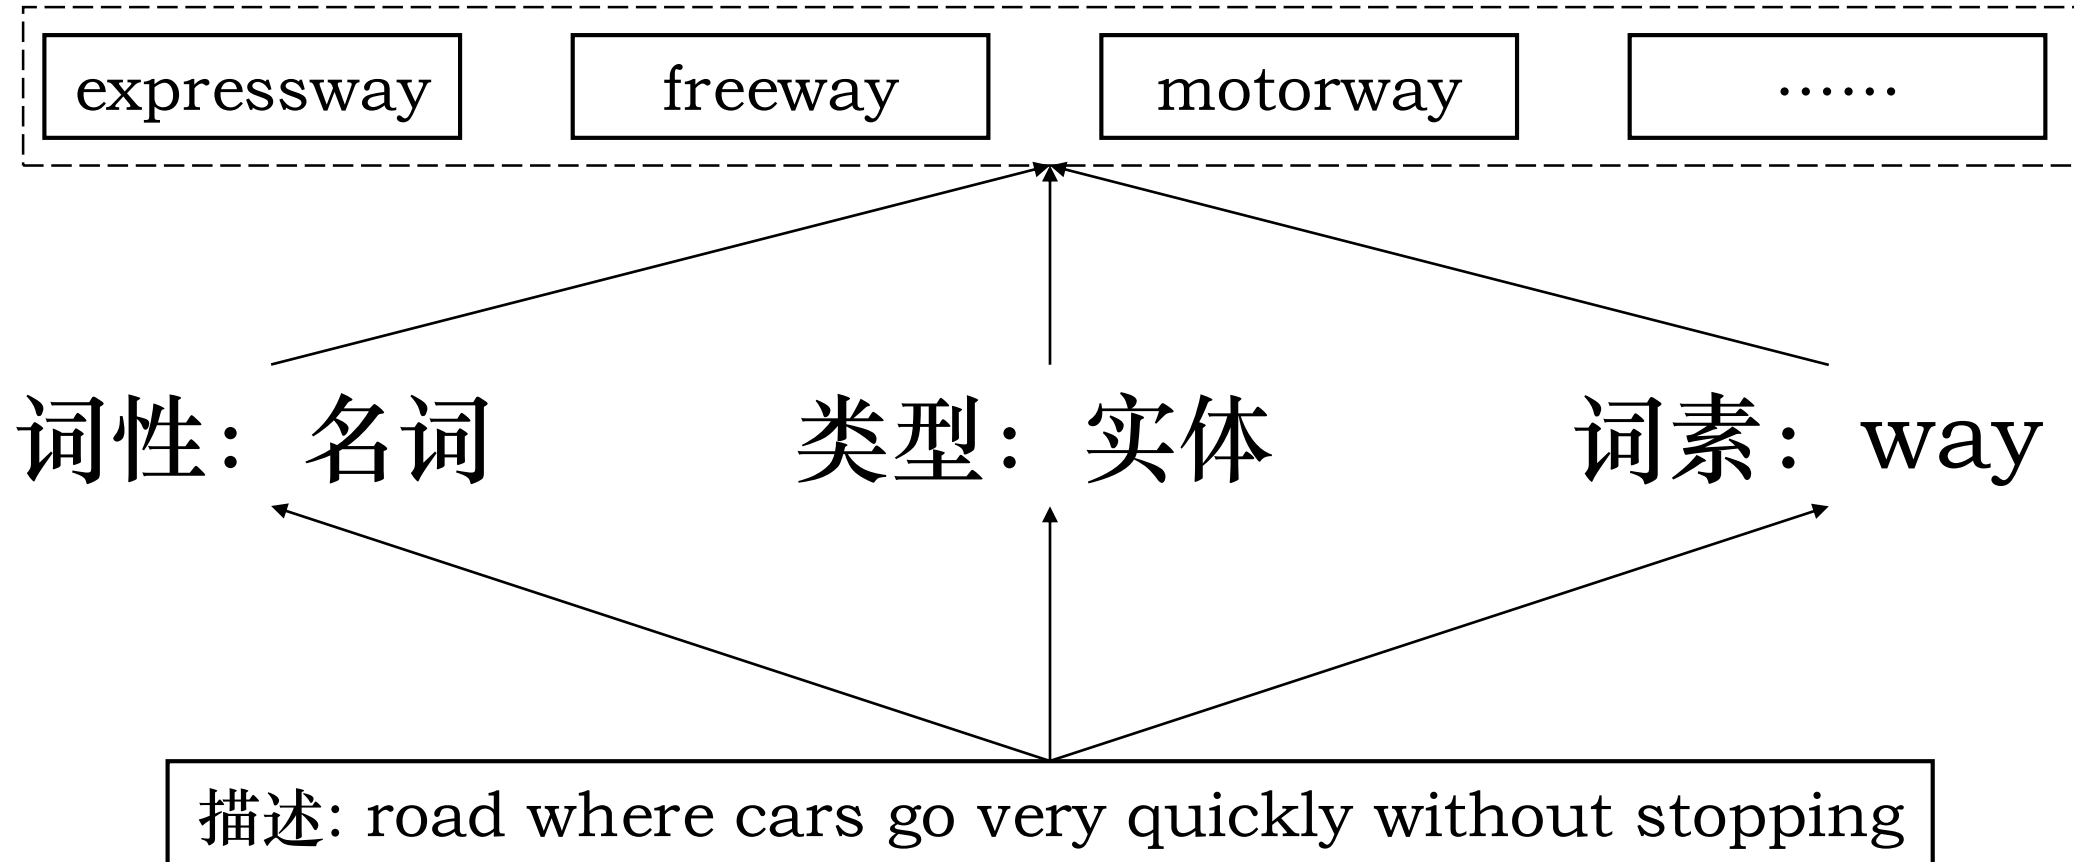 expressway freeway motorway ……
词性：名词 类型：实体 词素：way
描述: road where cars go very quickly without stopping